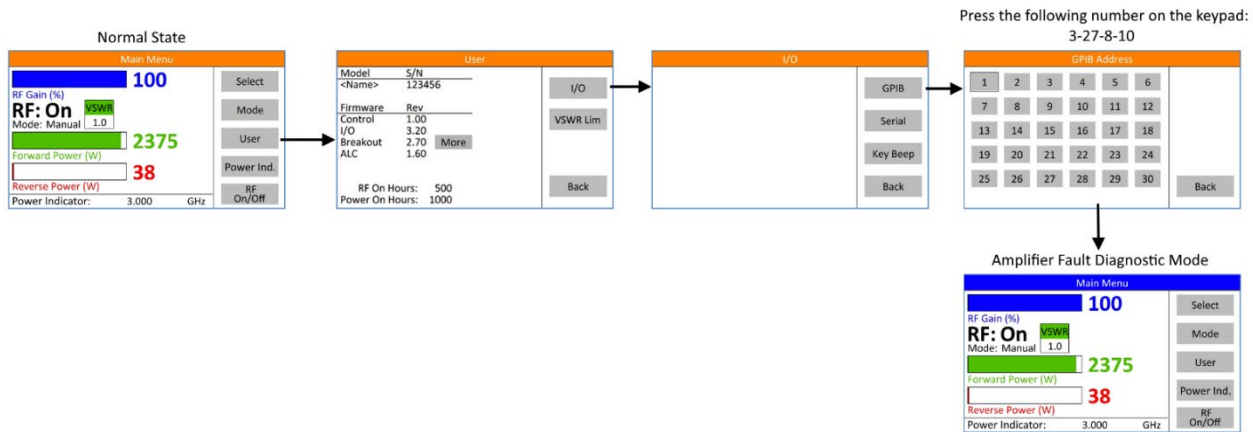 Press the following number on the keypad:
3-27-8-10
Normal State
Main Menu
100
RF Gain (%)
RF: On
VSWR
Mode: Manual
1.0
2375
Forward Power (W)
38
Reverse Power (W)
Power Indicator: 3.000 GHz
Select
Mode
User
Power Ind.
RF
On/Off
User
Model S/N
<Name> 123456
Firmware Rev
Control 1.00
I/O 3.20
Breakout 2.70 More
ALC 1.60
RF On Hours: 500
Power On Hours: 1000
I/O
VSWR Lim
Back
I/O
GPIB
Serial
Key Beep
Back
GPIB Address
1 2 3 4 5 6
7 8 9 10 11 12
13 14 15 16 17 18
19 20 21 22 23 24
25 26 27 28 29 30
Back
Amplifier Fault Diagnostic Mode
Main Menu
100
RF Gain (%)
RF: On
VSWR
Mode: Manual
1.0
2375
Forward Power (W)
38
Reverse Power (W)
Power Indicator: 3.000 GHz
Select
Mode
User
Power Ind.
RF
On/Off